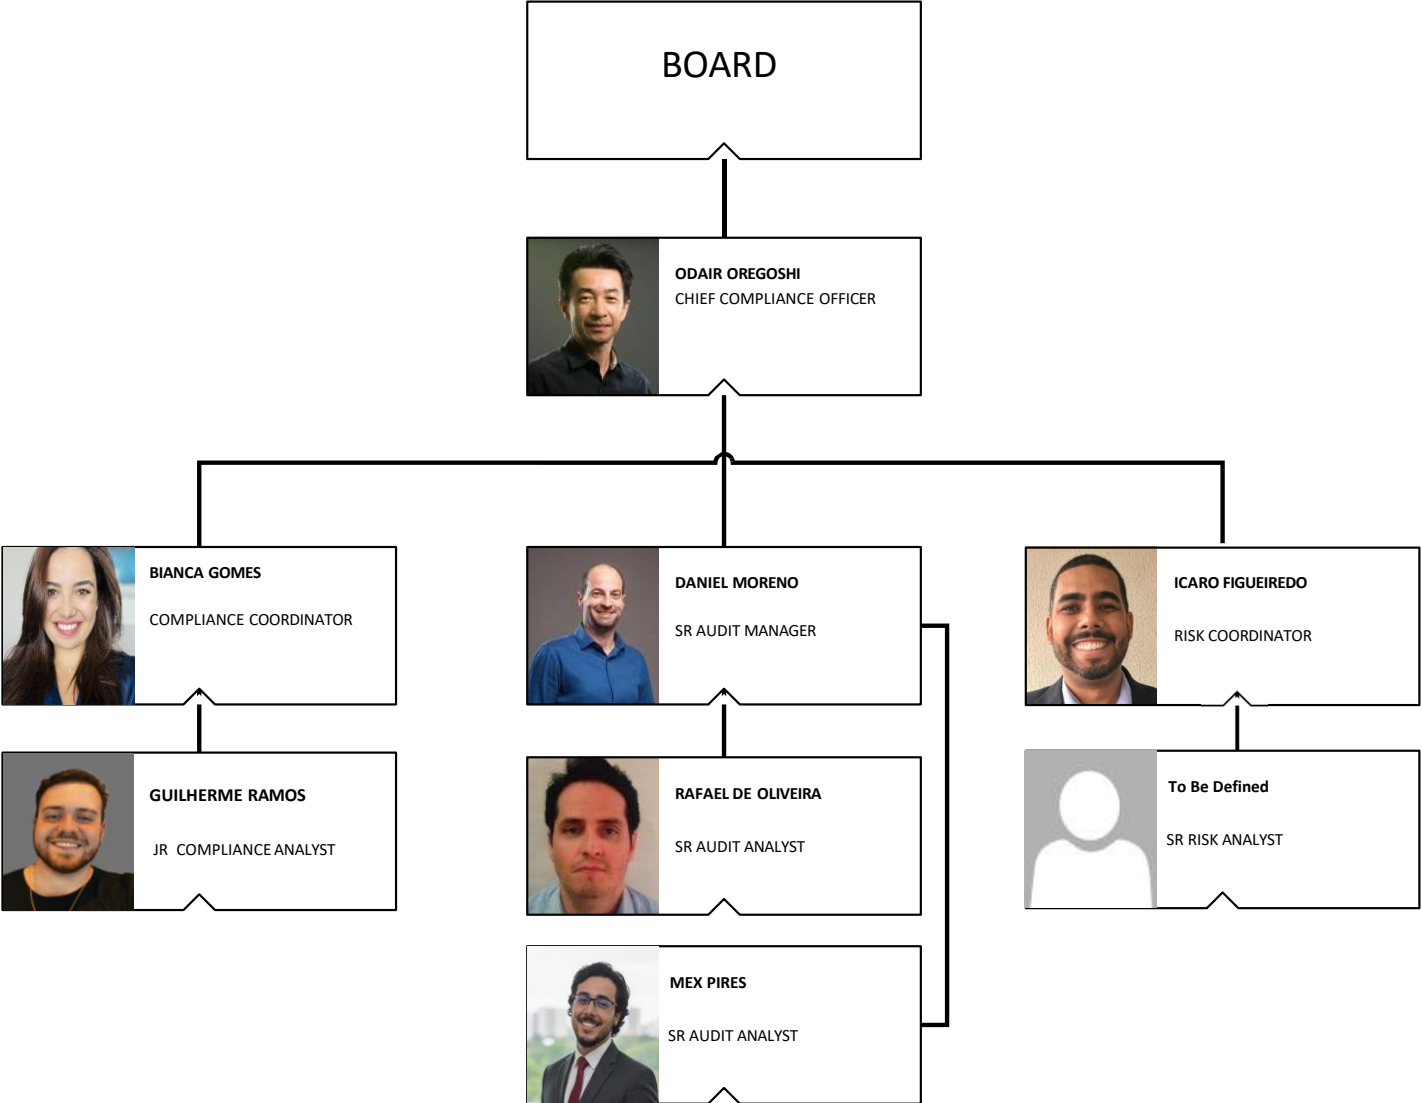 BOARD
ODAIR OREGOSHI
CHIEF COMPLIANCE OFFICER
BIANCA GOMES
COMPLIANCE COORDINATOR
DANIEL MORENO
SR AUDIT MANAGER
ICARO FIGUEIREDO
RISK COORDINATOR
GUILHERME RAMOS
JR COMPLIANCE ANALYST
RAFAEL DE OLIVEIRA
SR AUDIT ANALYST
To Be Defined
SR RISK ANALYST
MEX PIRES
SR AUDIT ANALYST